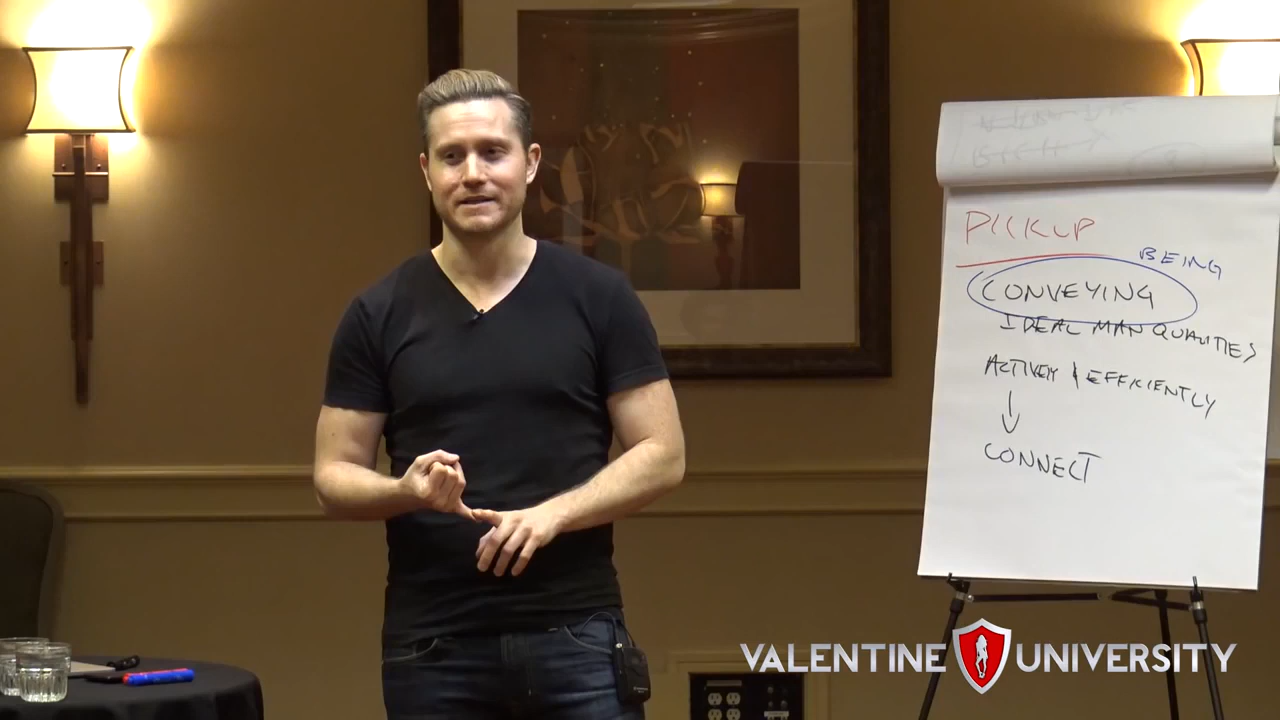 PICKUP
BEING
CONVEYING
IDEAL MAN QUALITIES
ACTIVELY & EFFICIENTLY
CONNECT
VALENTINE UNIVERSITY